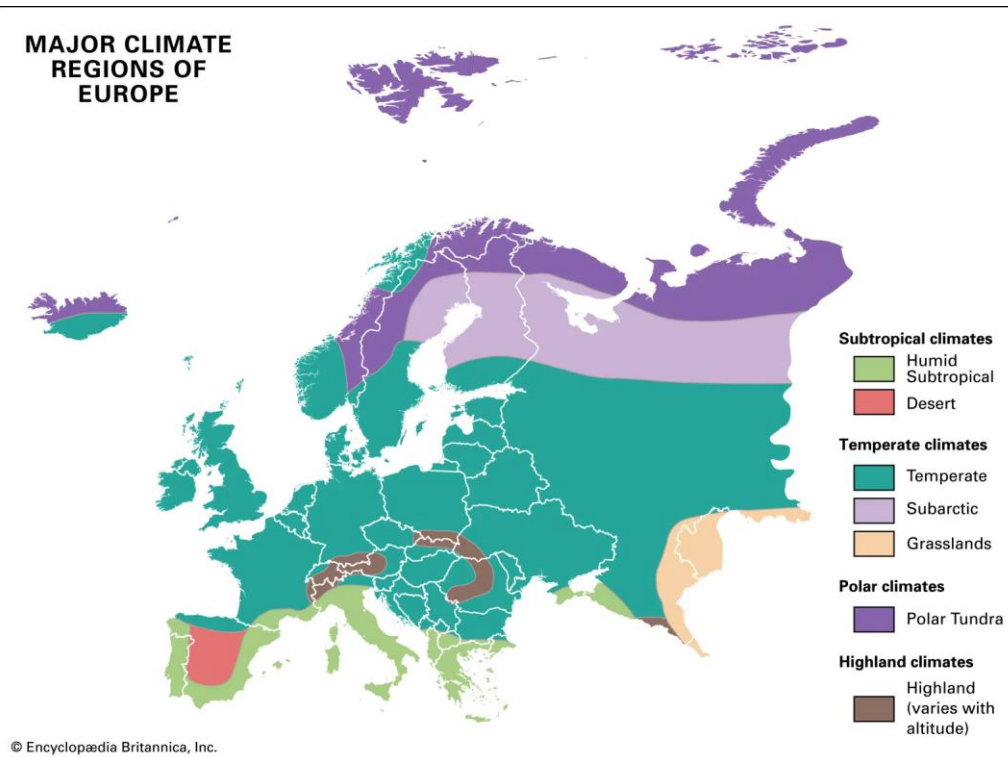 MAJOR CLIMATE
REGIONS OF
EUROPE
Subtropical climates
Humid
Subtropical
Desert
Temperate climates
Temperate
Subarctic
Grasslands
Polar climates
Polar Tundra
Highland climates
Highland
(varies with
altitude)
© Encyclopædia Britannica, Inc.